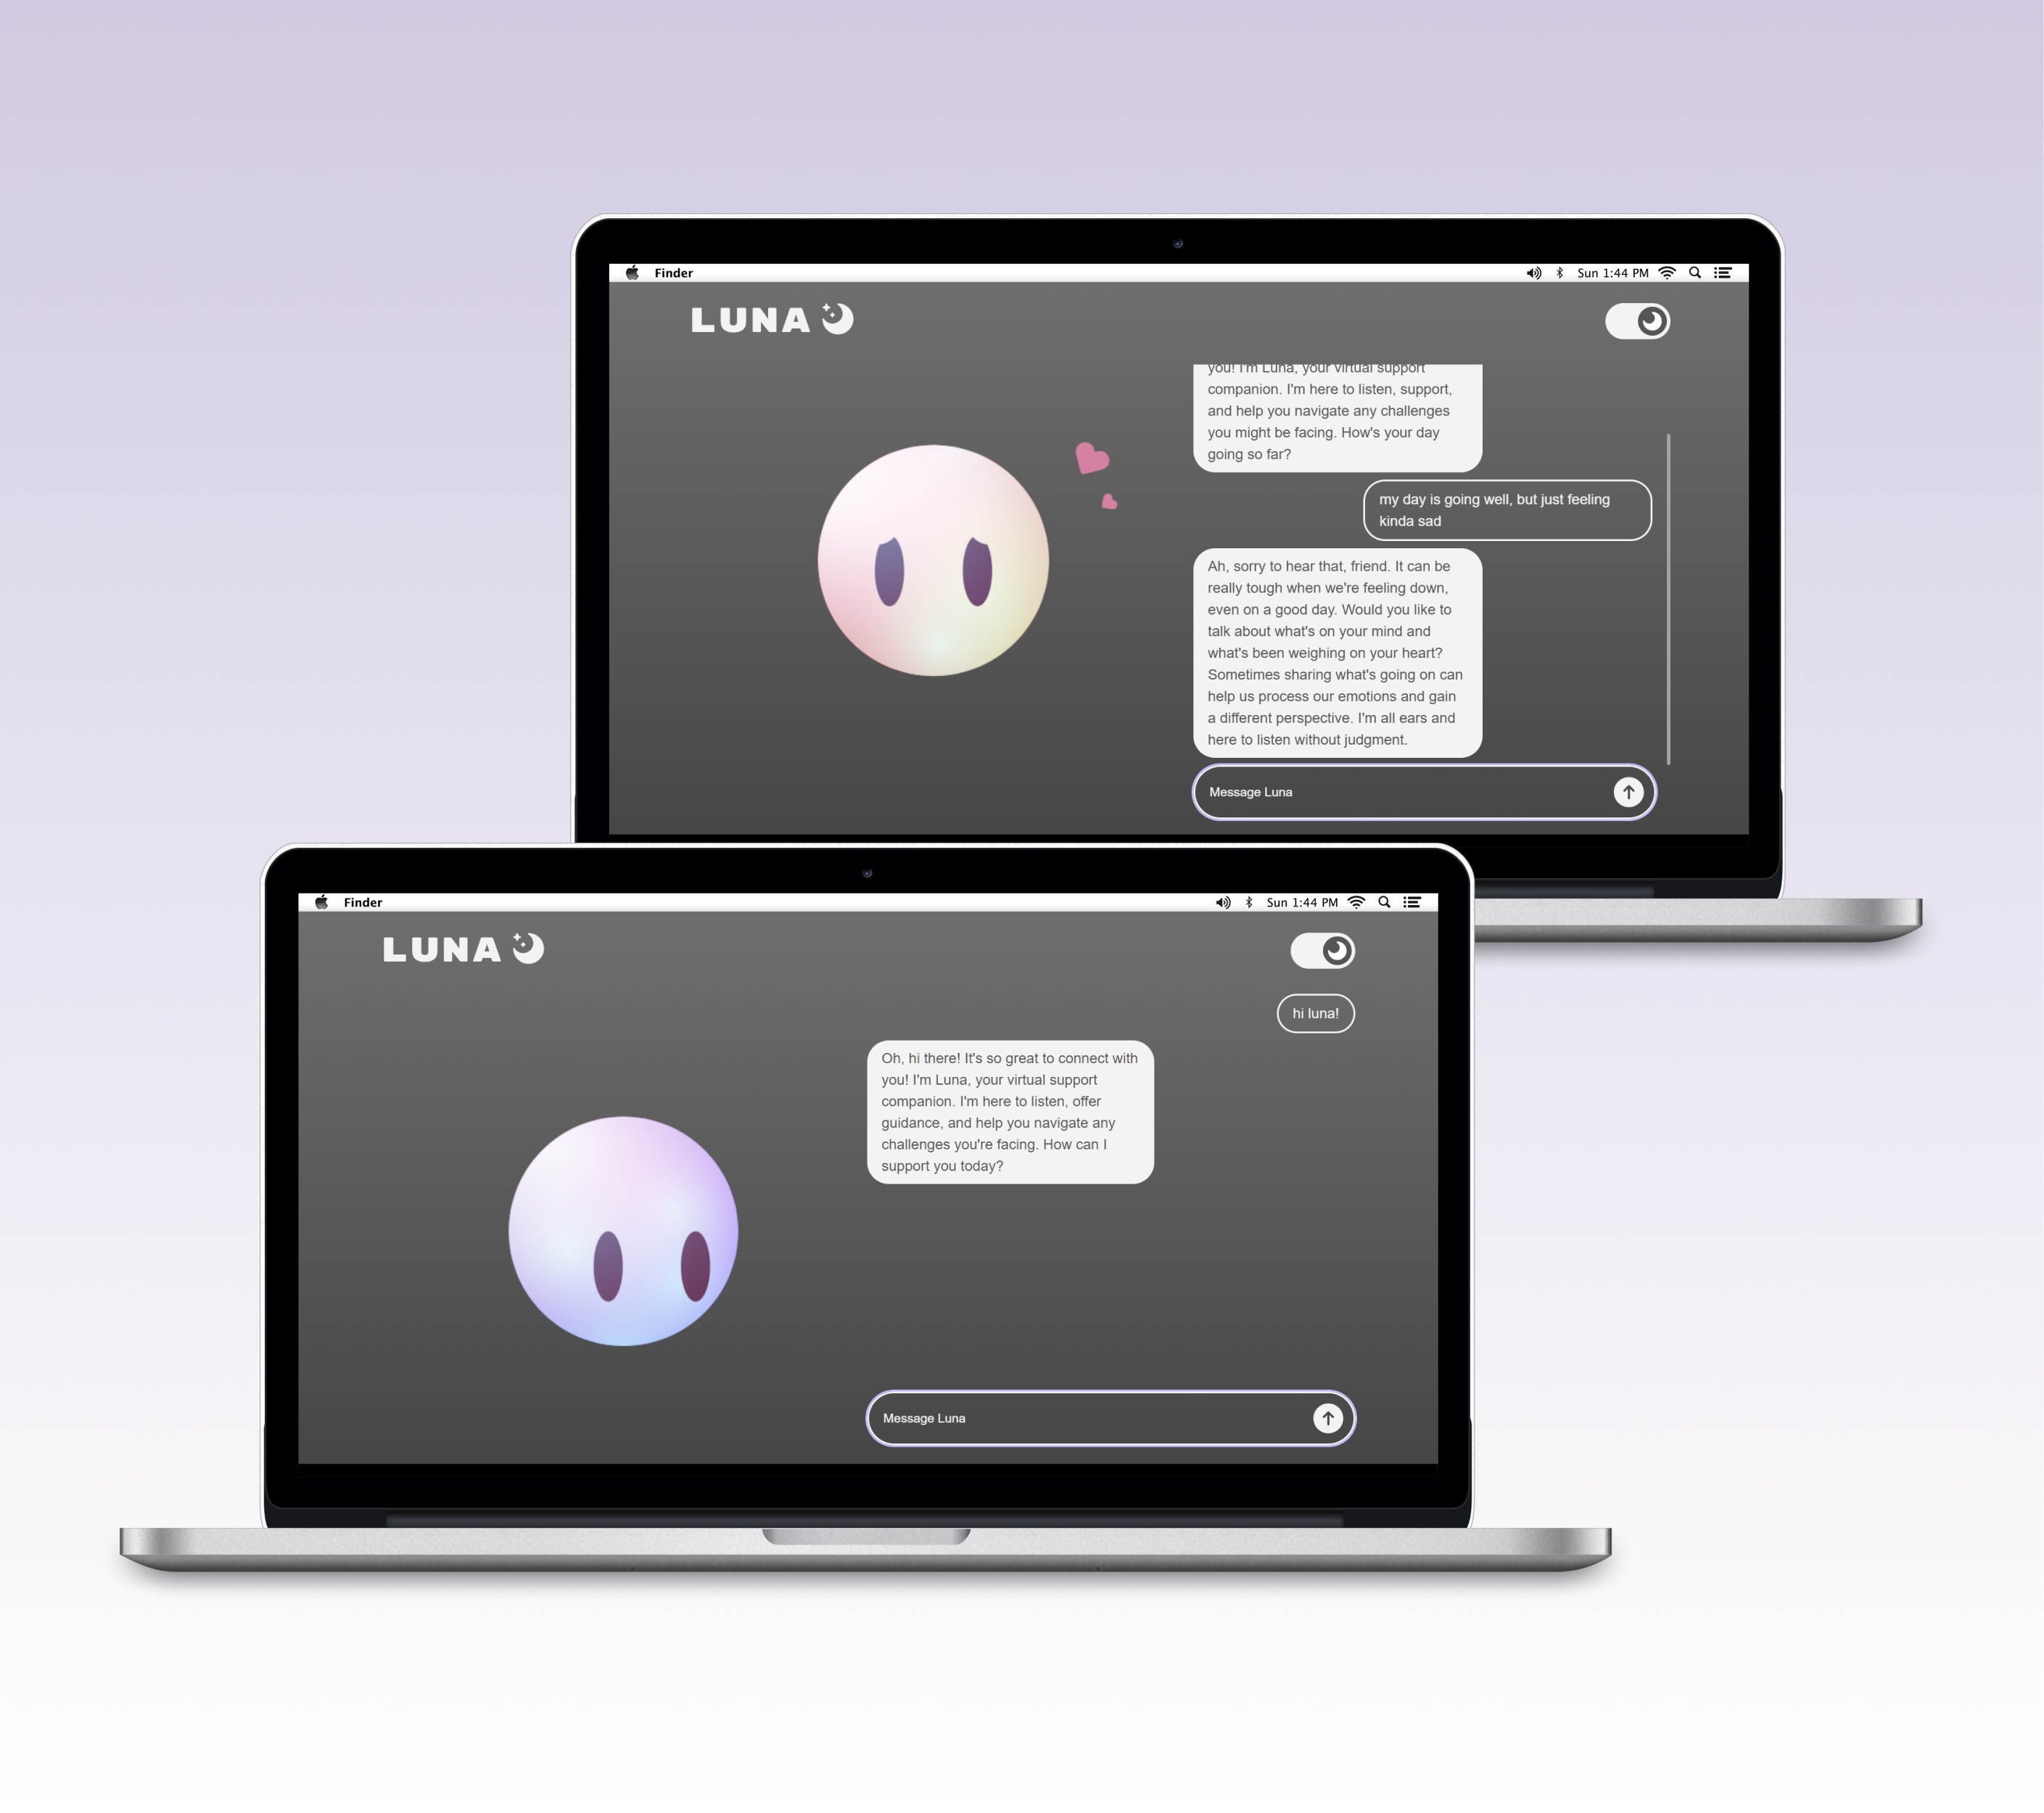 Finder
Sun 1:44 PM
LUNA
you! I'm Luna, your virtual support
companion. I'm here to listen, support,
and help you navigate any challenges
you might be facing. How's your day
going so far?
my day is going well, but just feeling
kinda sad
Ah, sorry to hear that, friend. It can be
really tough when we're feeling down,
even on a good day. Would you like to
talk about what's on your mind and
what's been weighing on your heart?
Sometimes sharing what's going on can
help us process our emotions and gain
a different perspective. I'm all ears and
here to listen without judgment.
Message Luna
Finder
Sun 1:44 PM
LUNA
hi luna!
Oh, hi there! It's so great to connect with
you! I'm Luna, your virtual support
companion. I'm here to listen, offer
guidance, and help you navigate any
challenges you're facing. How can I
support you today?
Message Luna